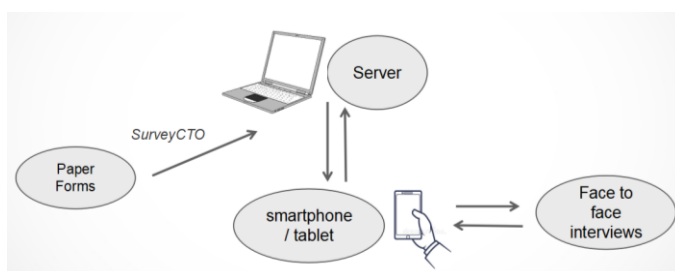 Server
SurveyCTO
Paper
Forms
smartphone
/ tablet
Face to
face
interviews